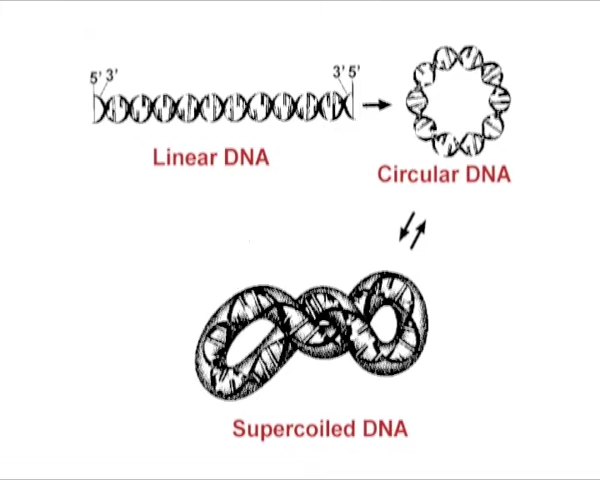 5' 3'
3' 5'
Linear DNA
Circular DNA
Supercoiled DNA